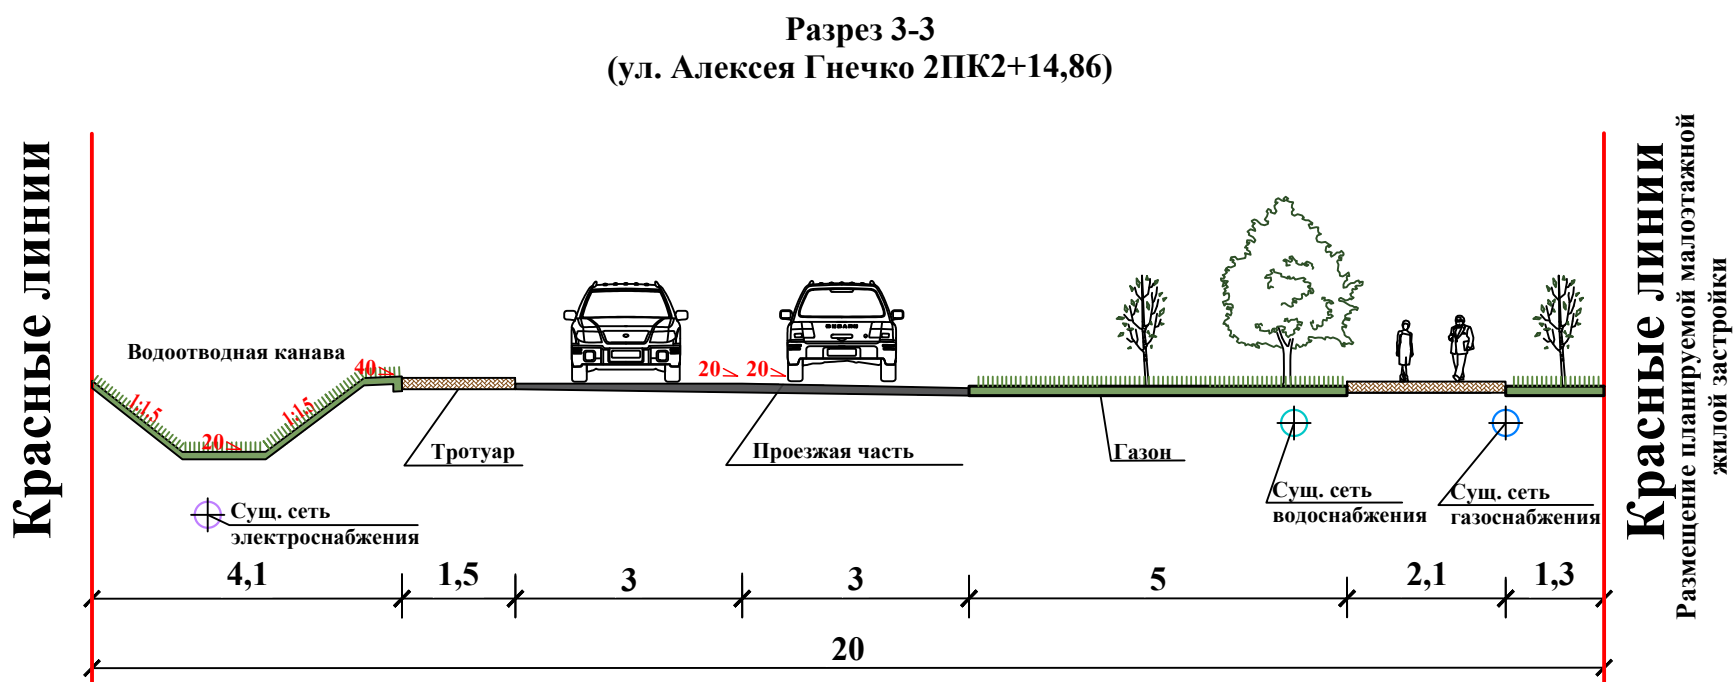 Разрез 3-3
(ул. Алексея Гнечко 2ПК2+14,86)
Красные линии
Водоотводная канава
40
1:1,5
1:1,5
20
20
20
Тротуар
Проезжая часть
Газон
Сущ. сеть
электроснабжения
Сущ. сеть
водоснабжения
Сущ. сеть
газоснабжения
Красные линии
Размещение планируемой малоэтажной
жилой застройки
4,1
1,5
3
3
5
2,1
1,3
20